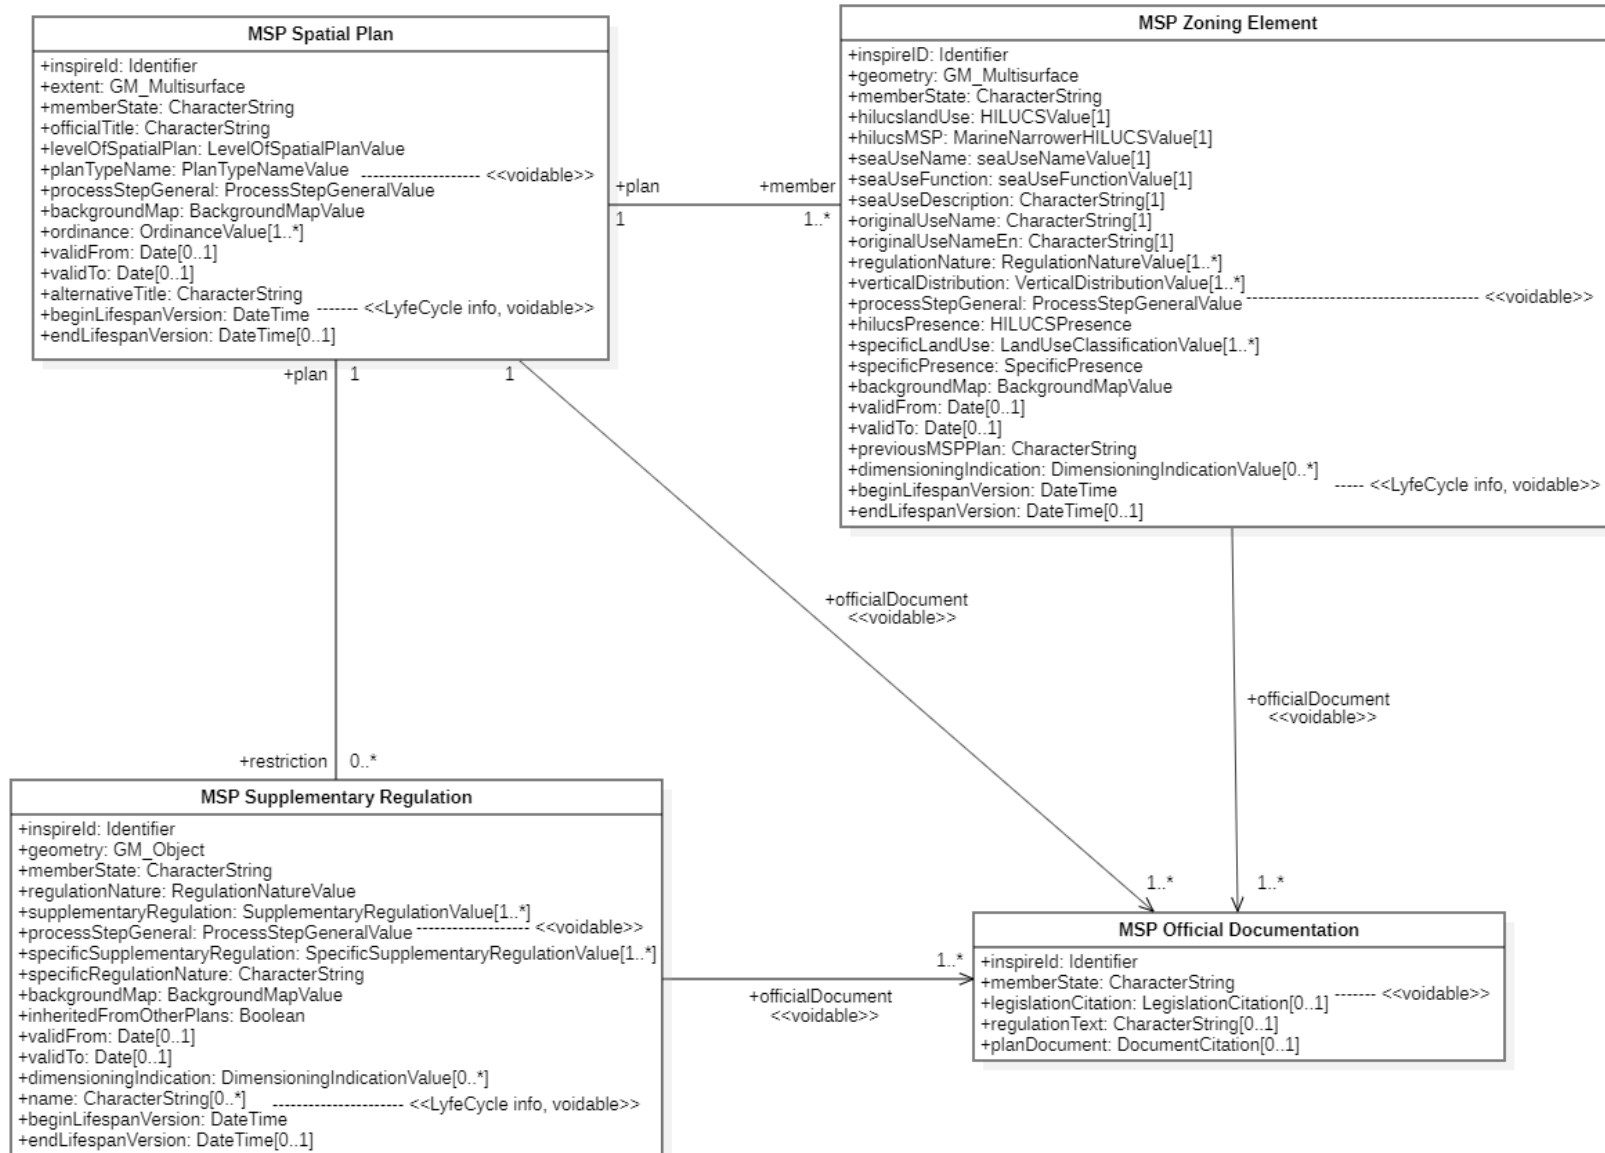 MSP Spatial Plan
+inspireId: Identifier
+extent: GM_Multisurface
+memberState: CharacterString
+officialTitle: CharacterString
+levelOfSpatialPlan: LevelOfSpatialPlanValue
+planTypeName: PlanTypeNameValue -------------------- <<voidable>>
+processStepGeneral: ProcessStepGeneralValue
+backgroundMap: BackgroundMapValue
+ordinance: OrdinanceValue[1..*]
+validFrom: Date[0..1]
+validTo: Date[0..1]
+alternativeTitle: CharacterString
+beginLifespanVersion: DateTime ------- <<LyfeCycle info, voidable>>
+endLifespanVersion: DateTime[0..1]
+plan
1
+member
1..*
MSP Zoning Element
+inspireID: Identifier
+geometry: GM_Multisurface
+memberState: CharacterString
+hilucslandUse: HILUCSValue[1]
+hilucsMSP: MarineNarrowerHILUCSValue[1]
+seaUseName: seaUseNameValue[1]
+seaUseFunction: seaUseFunctionValue[1]
+seaUseDescription: CharacterString[1]
+originalUseName: CharacterString[1]
+originalUseNameEn: CharacterString[1]
+regulationNature: RegulationNatureValue[1..*]
+verticalDistribution: VerticalDistributionValue[1..*]
+processStepGeneral: ProcessStepGeneralValue --------------------------------------- <<voidable>>
+hilucsPresence: HILUCSPresence
+specificLandUse: LandUseClassificationValue[1..*]
+specificPresence: SpecificPresence
+backgroundMap: BackgroundMapValue
+validFrom: Date[0..1]
+validTo: Date[0..1]
+previousMSPPlan: CharacterString
+dimensioningIndication: DimensioningIndicationValue[0..*]
+beginLifespanVersion: DateTime ----- <<LyfeCycle info, voidable>>
+endLifespanVersion: DateTime[0..1]
+plan
1
1
+officialDocument
<<voidable>>
+officialDocument
<<voidable>>
+restriction
0..*
MSP Supplementary Regulation
+inspireId: Identifier
+geometry: GM_Object
+memberState: CharacterString
+regulationNature: RegulationNatureValue
+supplementaryRegulation: SupplementaryRegulationValue[1..*]
+processStepGeneral: ProcessStepGeneralValue ------------------- <<voidable>>
+specificSupplementaryRegulation: SpecificSupplementaryRegulationValue[1..*]
+specificRegulationNature: CharacterString
+backgroundMap: BackgroundMapValue
+inheritedFromOtherPlans: Boolean
+validFrom: Date[0..1]
+validTo: Date[0..1]
+dimensioningIndication: DimensioningIndicationValue[0..*]
+name: CharacterString[0..*] ---------------------- <<LyfeCycle info, voidable>>
+beginLifespanVersion: DateTime
+endLifespanVersion: DateTime[0..1]
1..*
+officialDocument
<<voidable>>
1..*
1..*
MSP Official Documentation
+inspireId: Identifier
+memberState: CharacterString
+legislationCitation: LegislationCitation[0..1] ------- <<voidable>>
+regulationText: CharacterString[0..1]
+planDocument: DocumentCitation[0..1]